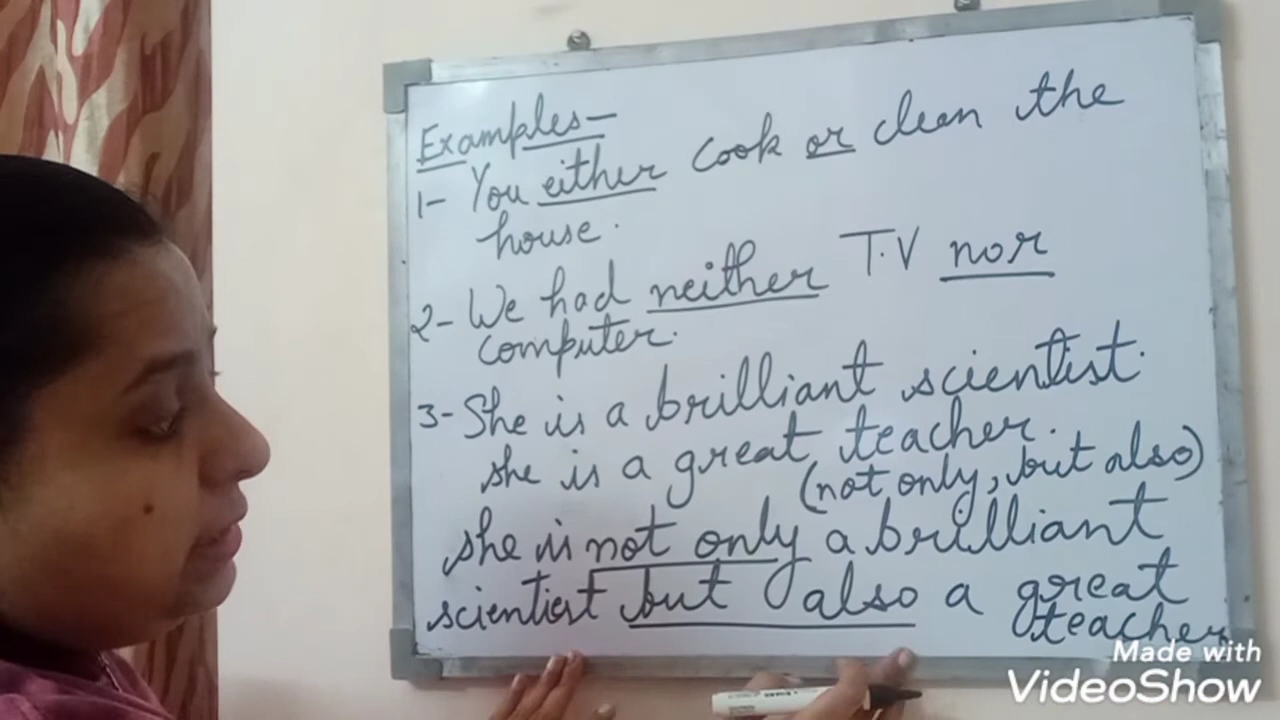 Examples-
1- You either cook or clean the
house.
2- We had neither T.V nor
computer.
3- She is a brilliant scientist.
she is a great teacher.
(not only, but also)
she is not only a brilliant
scientist but also a great
teacher
Made with
VideoShow